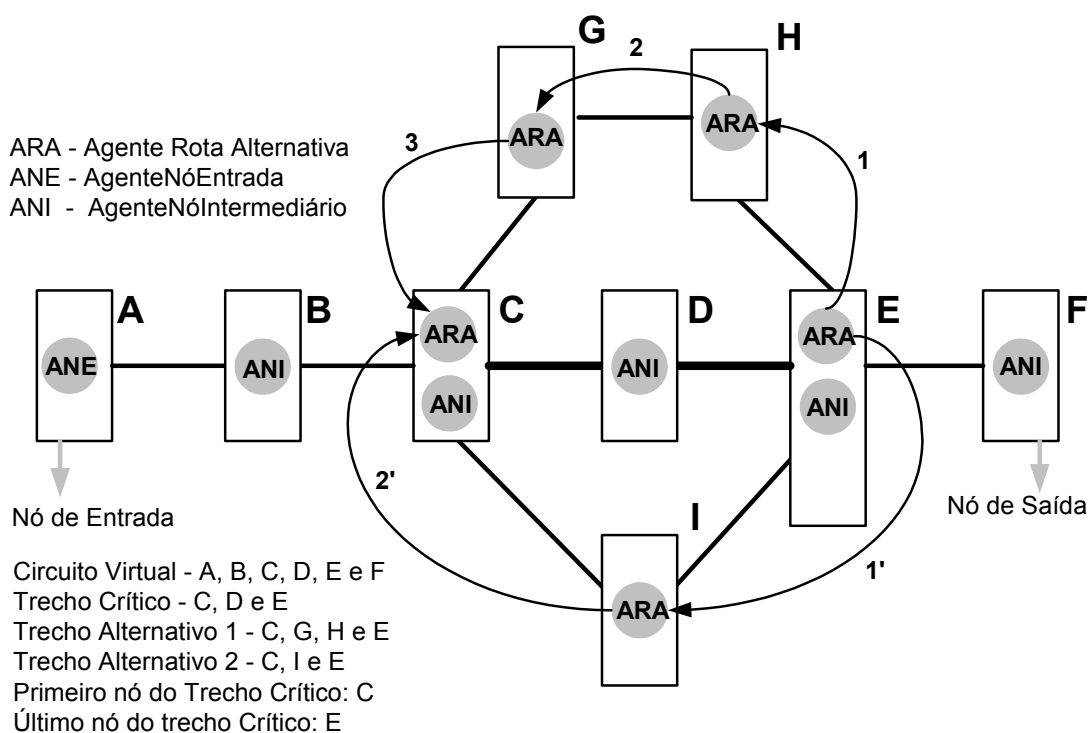 G
H
2
ARA
ARA
3
1
ARA - Agente Rota Alternativa
ANE - AgenteNóEntrada
ANI - AgenteNóIntermediário
A
B
C
D
E
F
ANE
ANI
ARA
ANI
ANI
ARA
ANI
ANI
2'
I
1'
ARA
Nó de Entrada
Nó de Saída
Circuito Virtual - A, B, C, D, E e F
Trecho Crítico - C, D e E
Trecho Alternativo 1 - C, G, H e E
Trecho Alternativo 2 - C, I e E
Primeiro nó do Trecho Crítico: C
Último nó do trecho Crítico: E